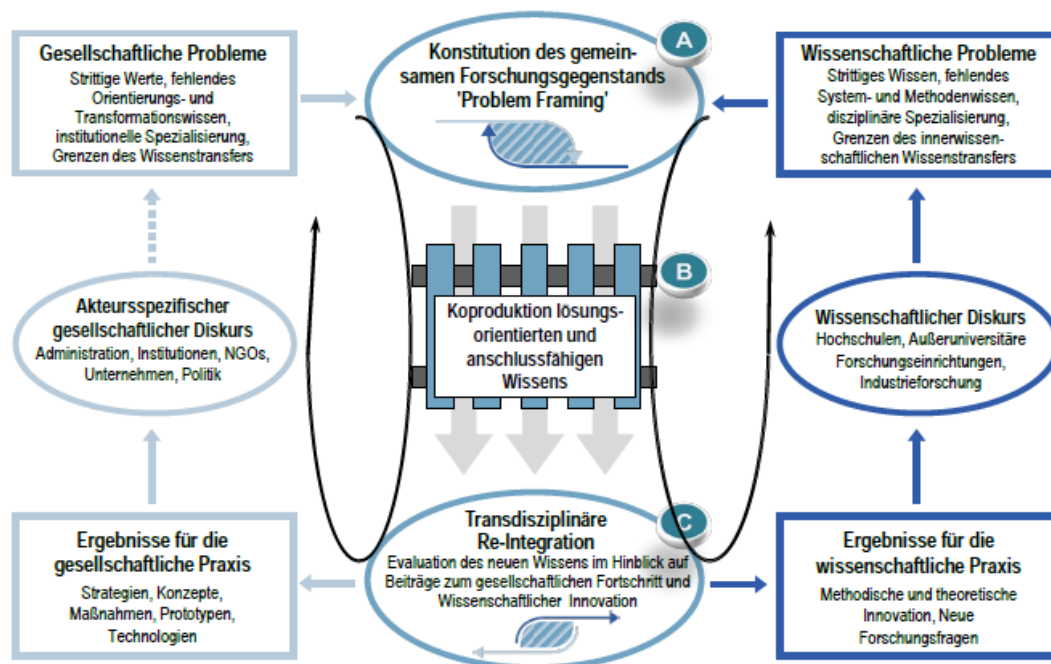 Gesellschaftliche Probleme
Strittige Werte, fehlendes
Orientierungs- und
Transformationswissen,
institutionelle Spezialisierung,
Grenzen des Wissenstransfers
Konstitution des gemein-
samen Forschungsgegenstands
'Problem Framing'
A
Wissenschaftliche Probleme
Strittiges Wissen, fehlendes
System- und Methodenwissen,
disziplinäre Spezialisierung,
Grenzen des innerwissen-
schaftlichen Wissenstransfers
Akteursspezifischer
gesellschaftlicher Diskurs
Administration, Institutionen, NGOs,
Unternehmen, Politik
B
Koproduktion lösungs-
orientierten und
anschlussfähigen
Wissens
Wissenschaftlicher Diskurs
Hochschulen, Außeruniversitäre
Forschungseinrichtungen,
Industrieforschung
Ergebnisse für die
gesellschaftliche Praxis
Strategien, Konzepte,
Maßnahmen, Prototypen,
Technologien
C
Transdisziplinäre
Re-Integration
Evaluation des neuen Wissens im Hinblick auf
Beiträge zum gesellschaftlichen Fortschritt und
Wissenschaftlicher Innovation
Ergebnisse für die
wissenschaftliche Praxis
Methodische und theoretische
Innovation, Neue
Forschungsfragen